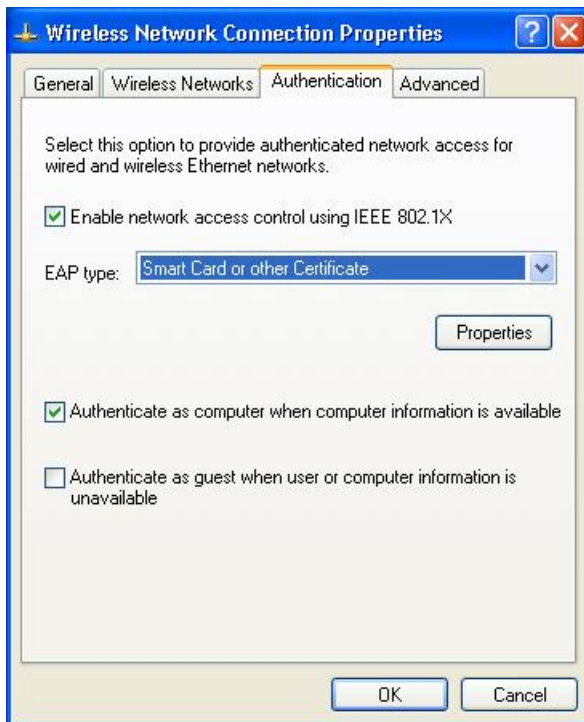 Wireless Network Connection Properties
General Wireless Networks Authentication Advanced
Select this option to provide authenticated network access for
wired and wireless Ethernet networks.
Enable network access control using IEEE 802.1X
EAP type: Smart Card or other Certificate
Properties
Authenticate as computer when computer information is available
Authenticate as guest when user or computer information is
unavailable
OK Cancel